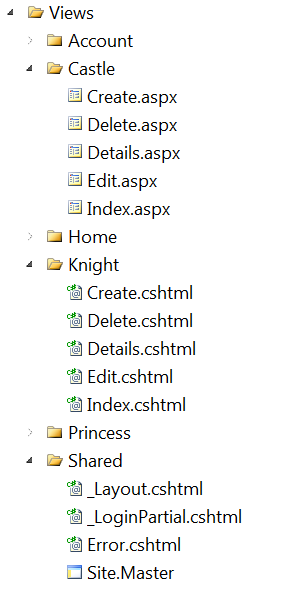 Views
Account
Castle
Create.aspx
Delete.aspx
Details.aspx
Edit.aspx
Index.aspx
Home
Knight
Create.cshtml
Delete.cshtml
Details.cshtml
Edit.cshtml
Index.cshtml
Princess
Shared
_Layout.cshtml
_LoginPartial.cshtml
Error.cshtml
Site.Master